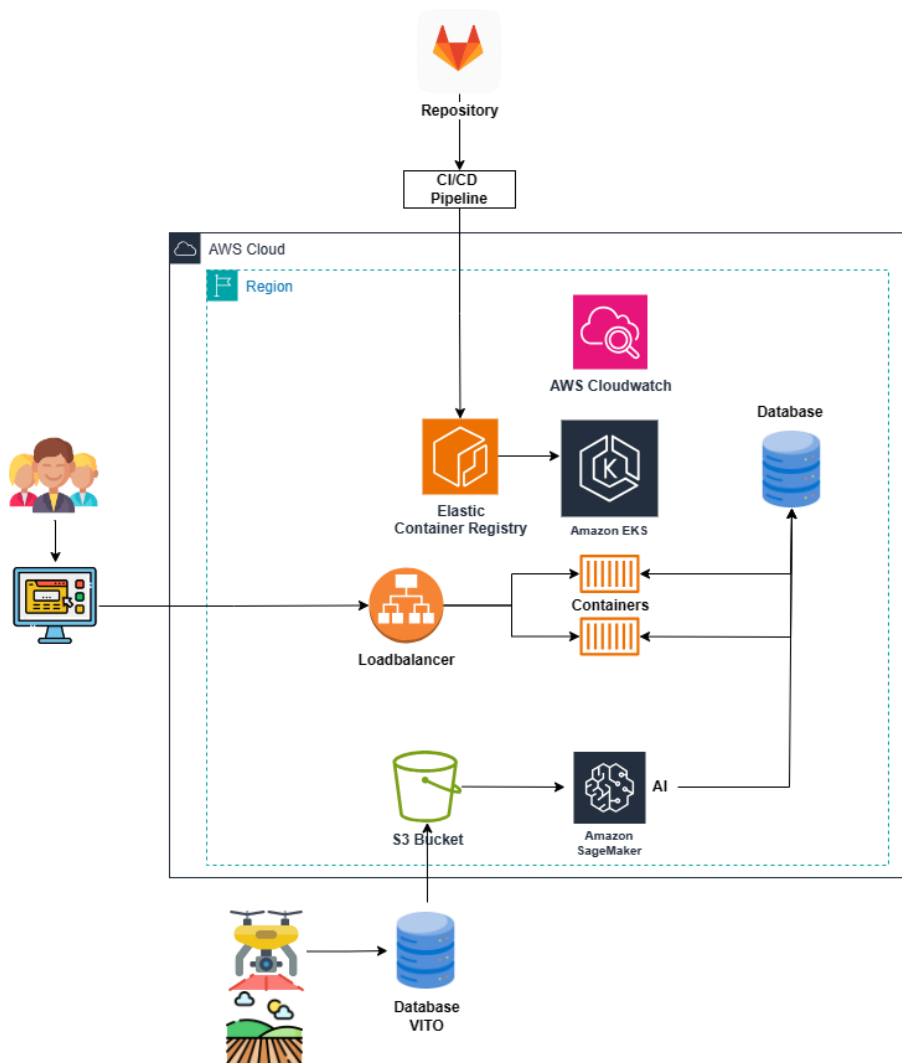 Repository
CI/CD
Pipeline
AWS Cloud
Region
AWS Cloudwatch
Database
Elastic
Container Registry
K
Amazon EKS
Containers
Loadbalancer
AI
S3 Bucket
Amazon
SageMaker
Database
VITO